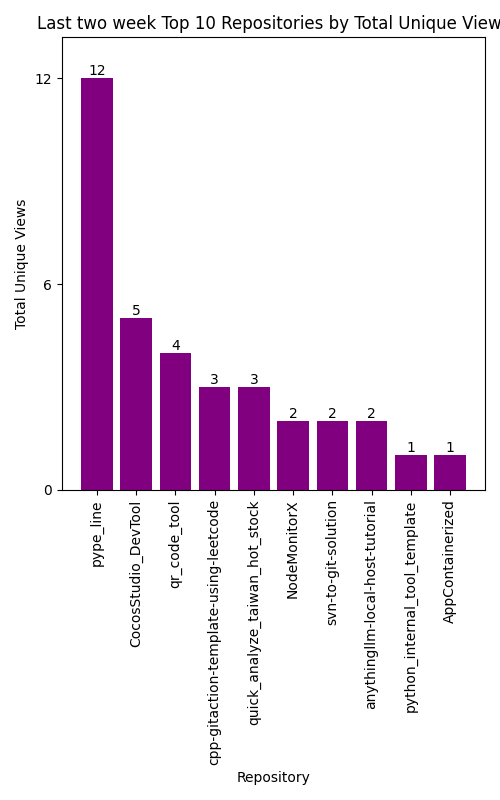 Last two week Top 10 Repositories by Total Unique View
12
6
0
Total Unique Views
12
5
4
3
3
2
2
2
1
1
pype_line
CocosStudio_DevTool
qr_code_tool
cpp-gitaction-template-using-leetcode
quick_analyze_taiwan_hot_stock
NodeMonitorX
svn-to-git-solution
anythingllm-local-host-tutorial
python_internal_tool_template
AppContainerized
Repository